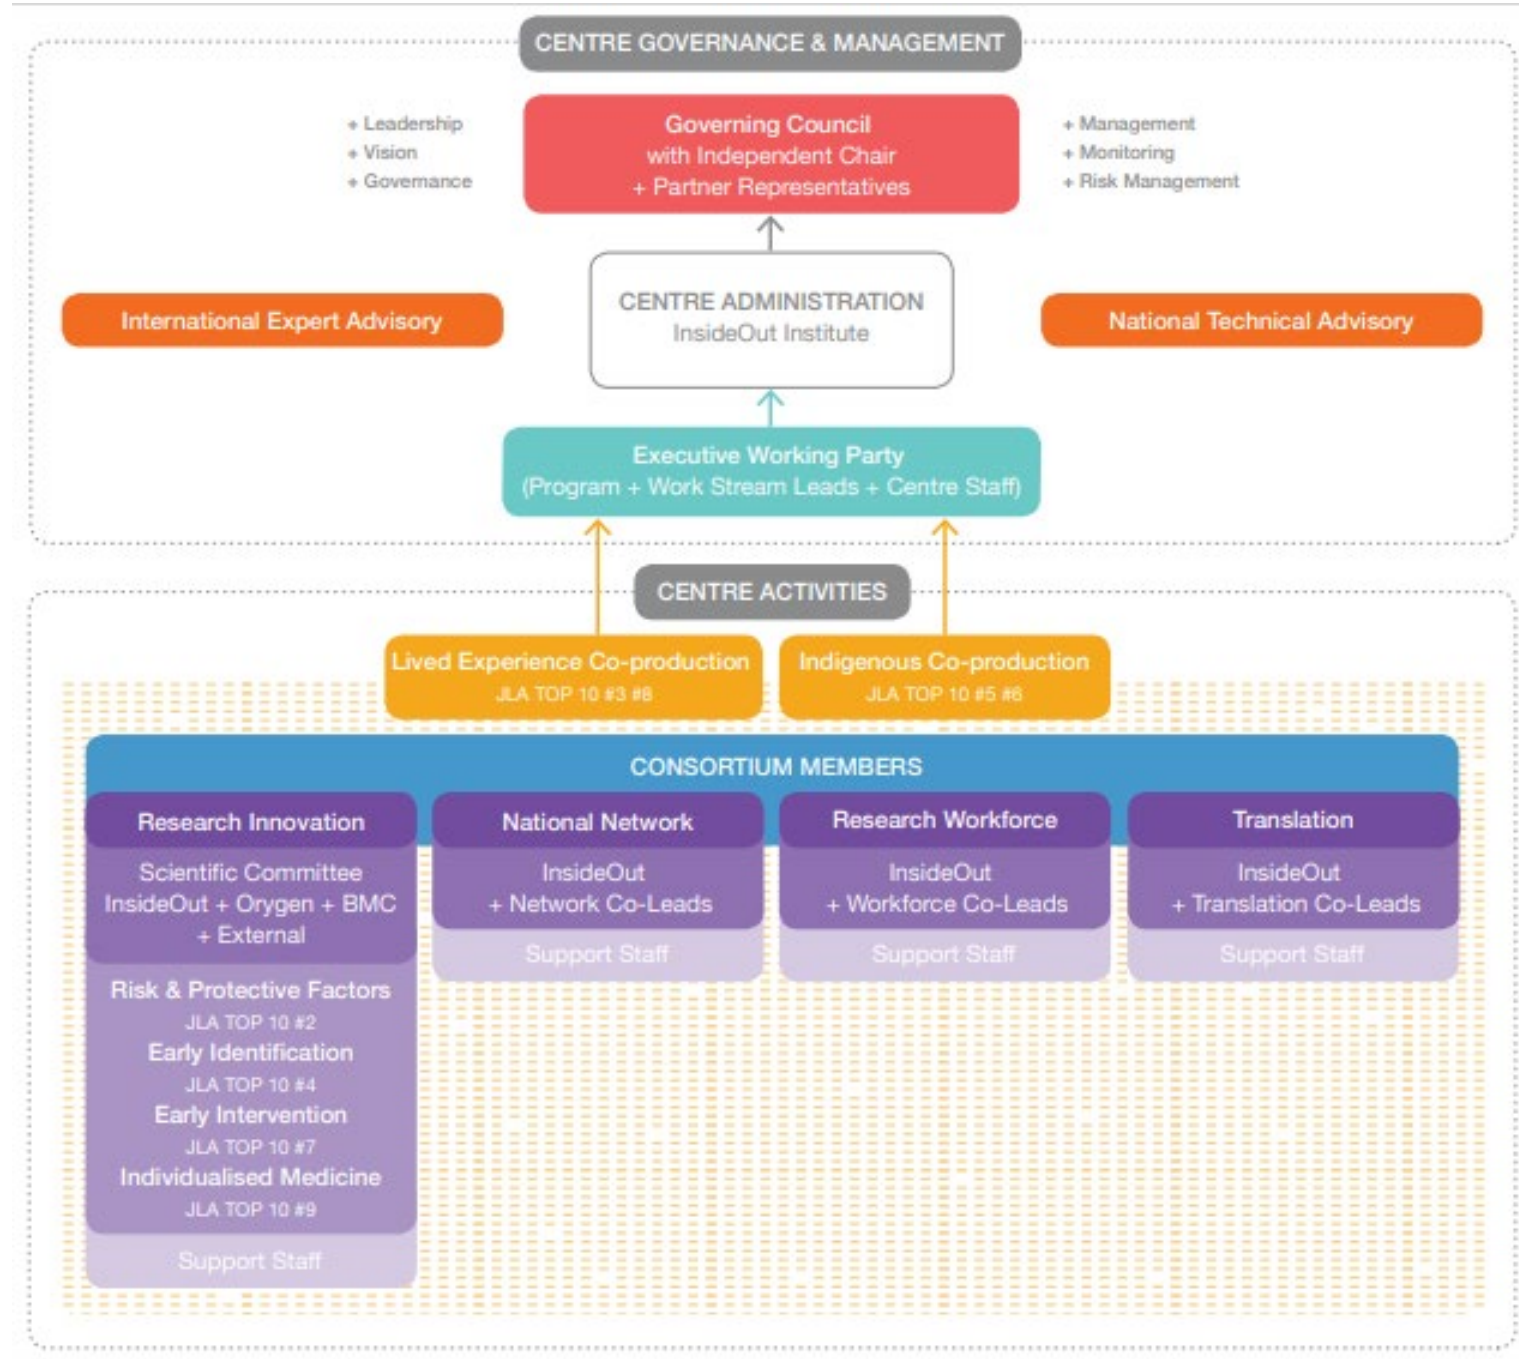 CENTRE GOVERNANCE & MANAGEMENT
+ Leadership
+ Vision
+ Governance
Governing Council
with Independent Chair
+ Partner Representatives
+ Management
+ Monitoring
+ Risk Management
International Expert Advisory
CENTRE ADMINISTRATION
InsideOut Institute
National Technical Advisory
Executive Working Party
(Program + Work Stream Leads + Centre Staff)
CENTRE ACTIVITIES
Lived Experience Co-production
JLA TOP 10 #3 #8
Indigenous Co-production
JLA TOP 10 #5 #6
CONSORTIUM MEMBERS
Research Innovation
Scientific Committee
InsideOut + Orygen + BMC
+ External
Risk & Protective Factors
JLA TOP 10 #2
Early Identification
JLA TOP 10 #4
Early Intervention
JLA TOP 10 #7
Individualised Medicine
JLA TOP 10 #9
Support Staff
National Network
InsideOut
+ Network Co-Leads
Support Staff
Research Workforce
InsideOut
+ Workforce Co-Leads
Support Staff
Translation
InsideOut
+ Translation Co-Leads
Support Staff